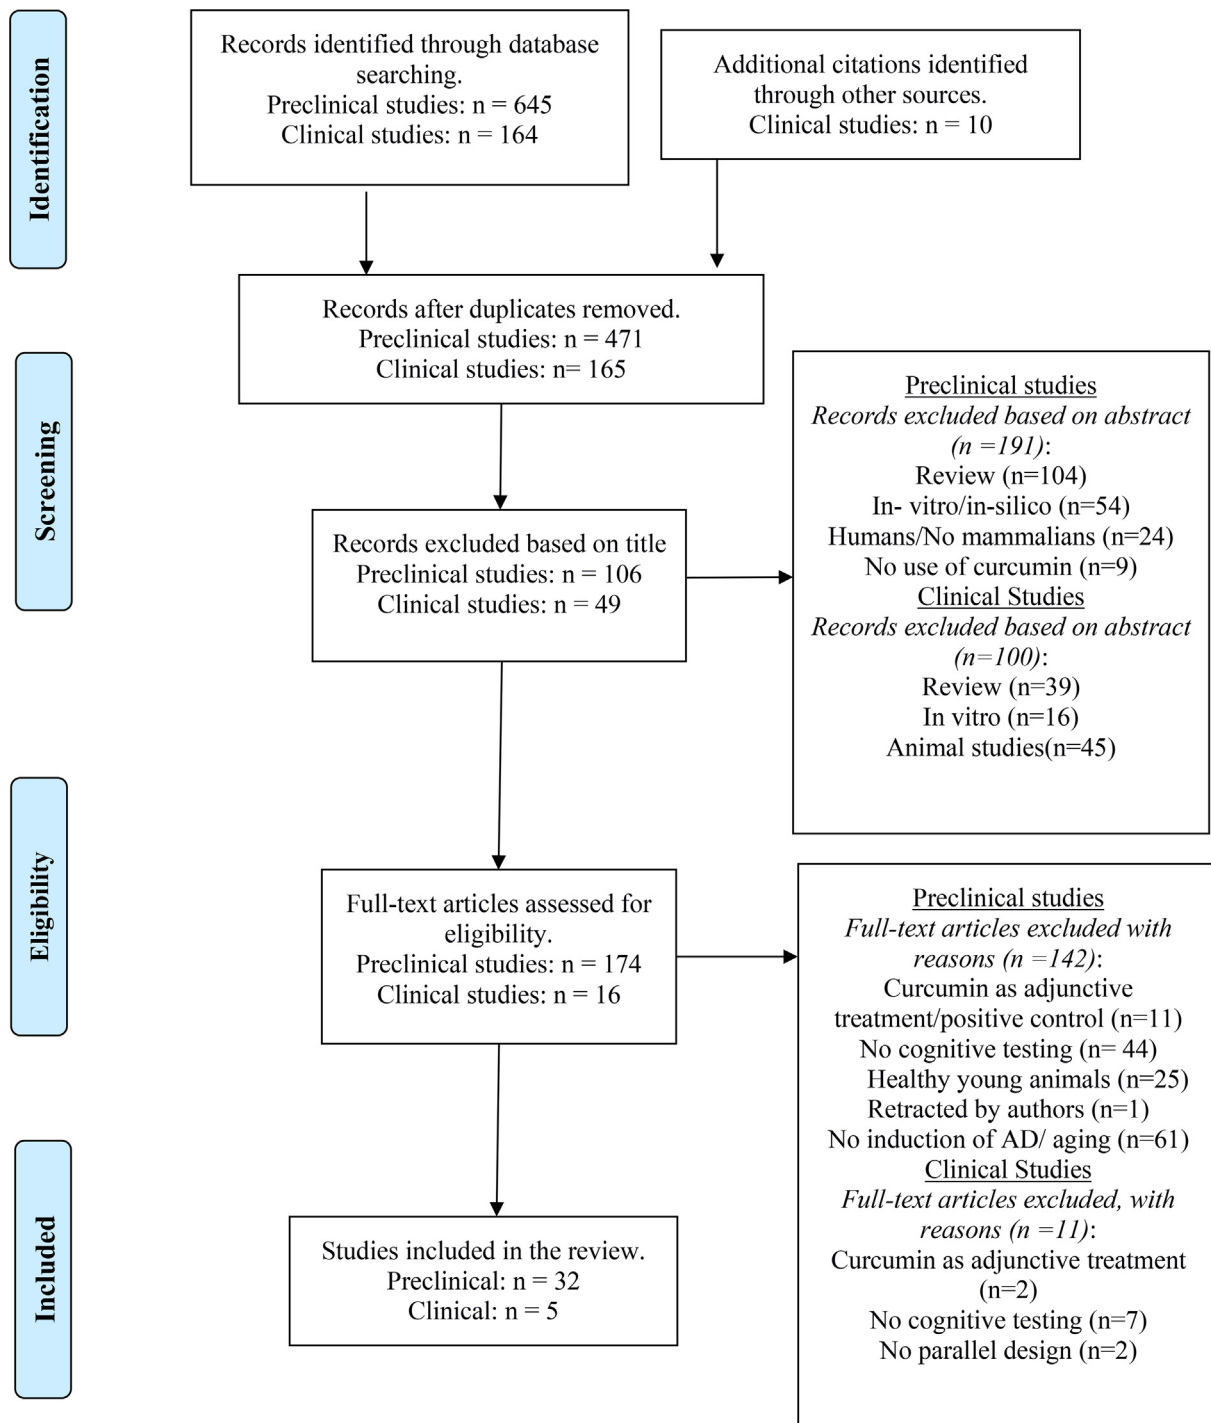 Identification
Records identified through database
searching.
Preclinical studies: n = 645
Clinical studies: n = 164
Additional citations identified
through other sources.
Clinical studies: n = 10
Records after duplicates removed.
Preclinical studies: n = 471
Clinical studies: n= 165
Screening
Records excluded based on title
Preclinical studies: n = 106
Clinical studies: n = 49
Preclinical studies
Records excluded based on abstract
(n =191):
Review (n=104)
In- vitro/in-silico (n=54)
Humans/No mammalians (n=24)
No use of curcumin (n=9)
Clinical Studies
Records excluded based on abstract
(n=100):
Review (n=39)
In vitro (n=16)
Animal studies(n=45)
Eligibility
Full-text articles assessed for
eligibility.
Preclinical studies: n = 174
Clinical studies: n = 16
Preclinical studies
Full-text articles excluded with
reasons (n =142):
Curcumin as adjunctive
treatment/positive control (n=11)
No cognitive testing (n= 44)
Healthy young animals (n=25)
Retracted by authors (n=1)
No induction of AD/ aging (n=61)
Clinical Studies
Full-text articles excluded, with
reasons (n =11):
Curcumin as adjunctive treatment
(n=2)
No cognitive testing (n=7)
No parallel design (n=2)
Included
Studies included in the review.
Preclinical: n = 32
Clinical: n = 5